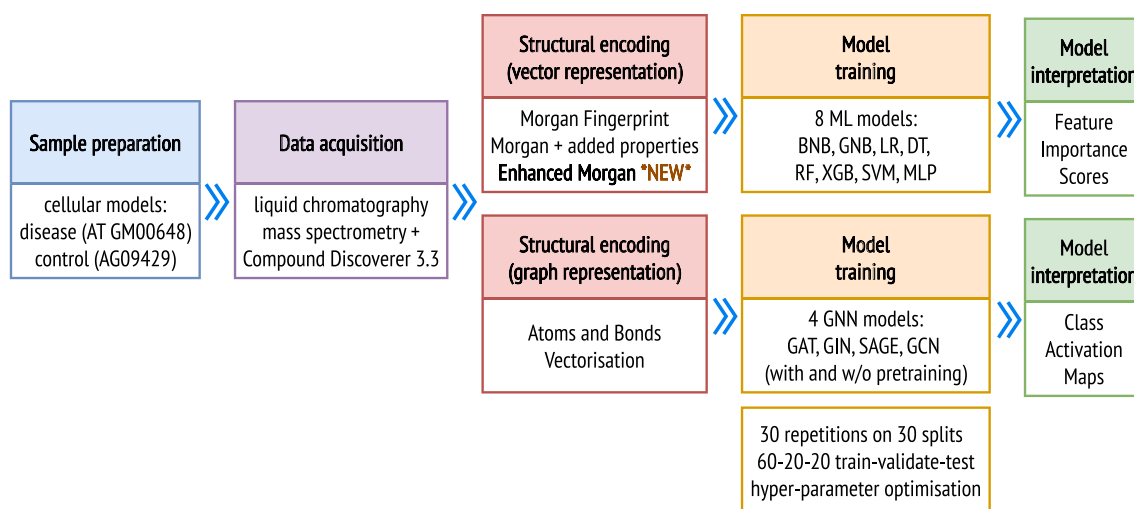 Sample preparation
cellular models:
disease (AT GM00648)
control (AG09429)
Data acquisition
liquid chromatography
mass spectrometry +
Compound Discoverer 3.3
Structural encoding
(vector representation)
Morgan Fingerprint
Morgan + added properties
Enhanced Morgan *NEW*
Model
training
8 ML models:
BNB, GNB, LR, DT,
RF, XGB, SVM, MLP
Model
interpretation
Feature
Importance
Scores
Structural encoding
(graph representation)
Atoms and Bonds
Vectorisation
Model
training
4 GNN models:
GAT, GIN, SAGE, GCN
(with and w/o pretraining)
Model
interpretation
Class
Activation
Maps
30 repetitions on 30 splits
60-20-20 train-validate-test
hyper-parameter optimisation